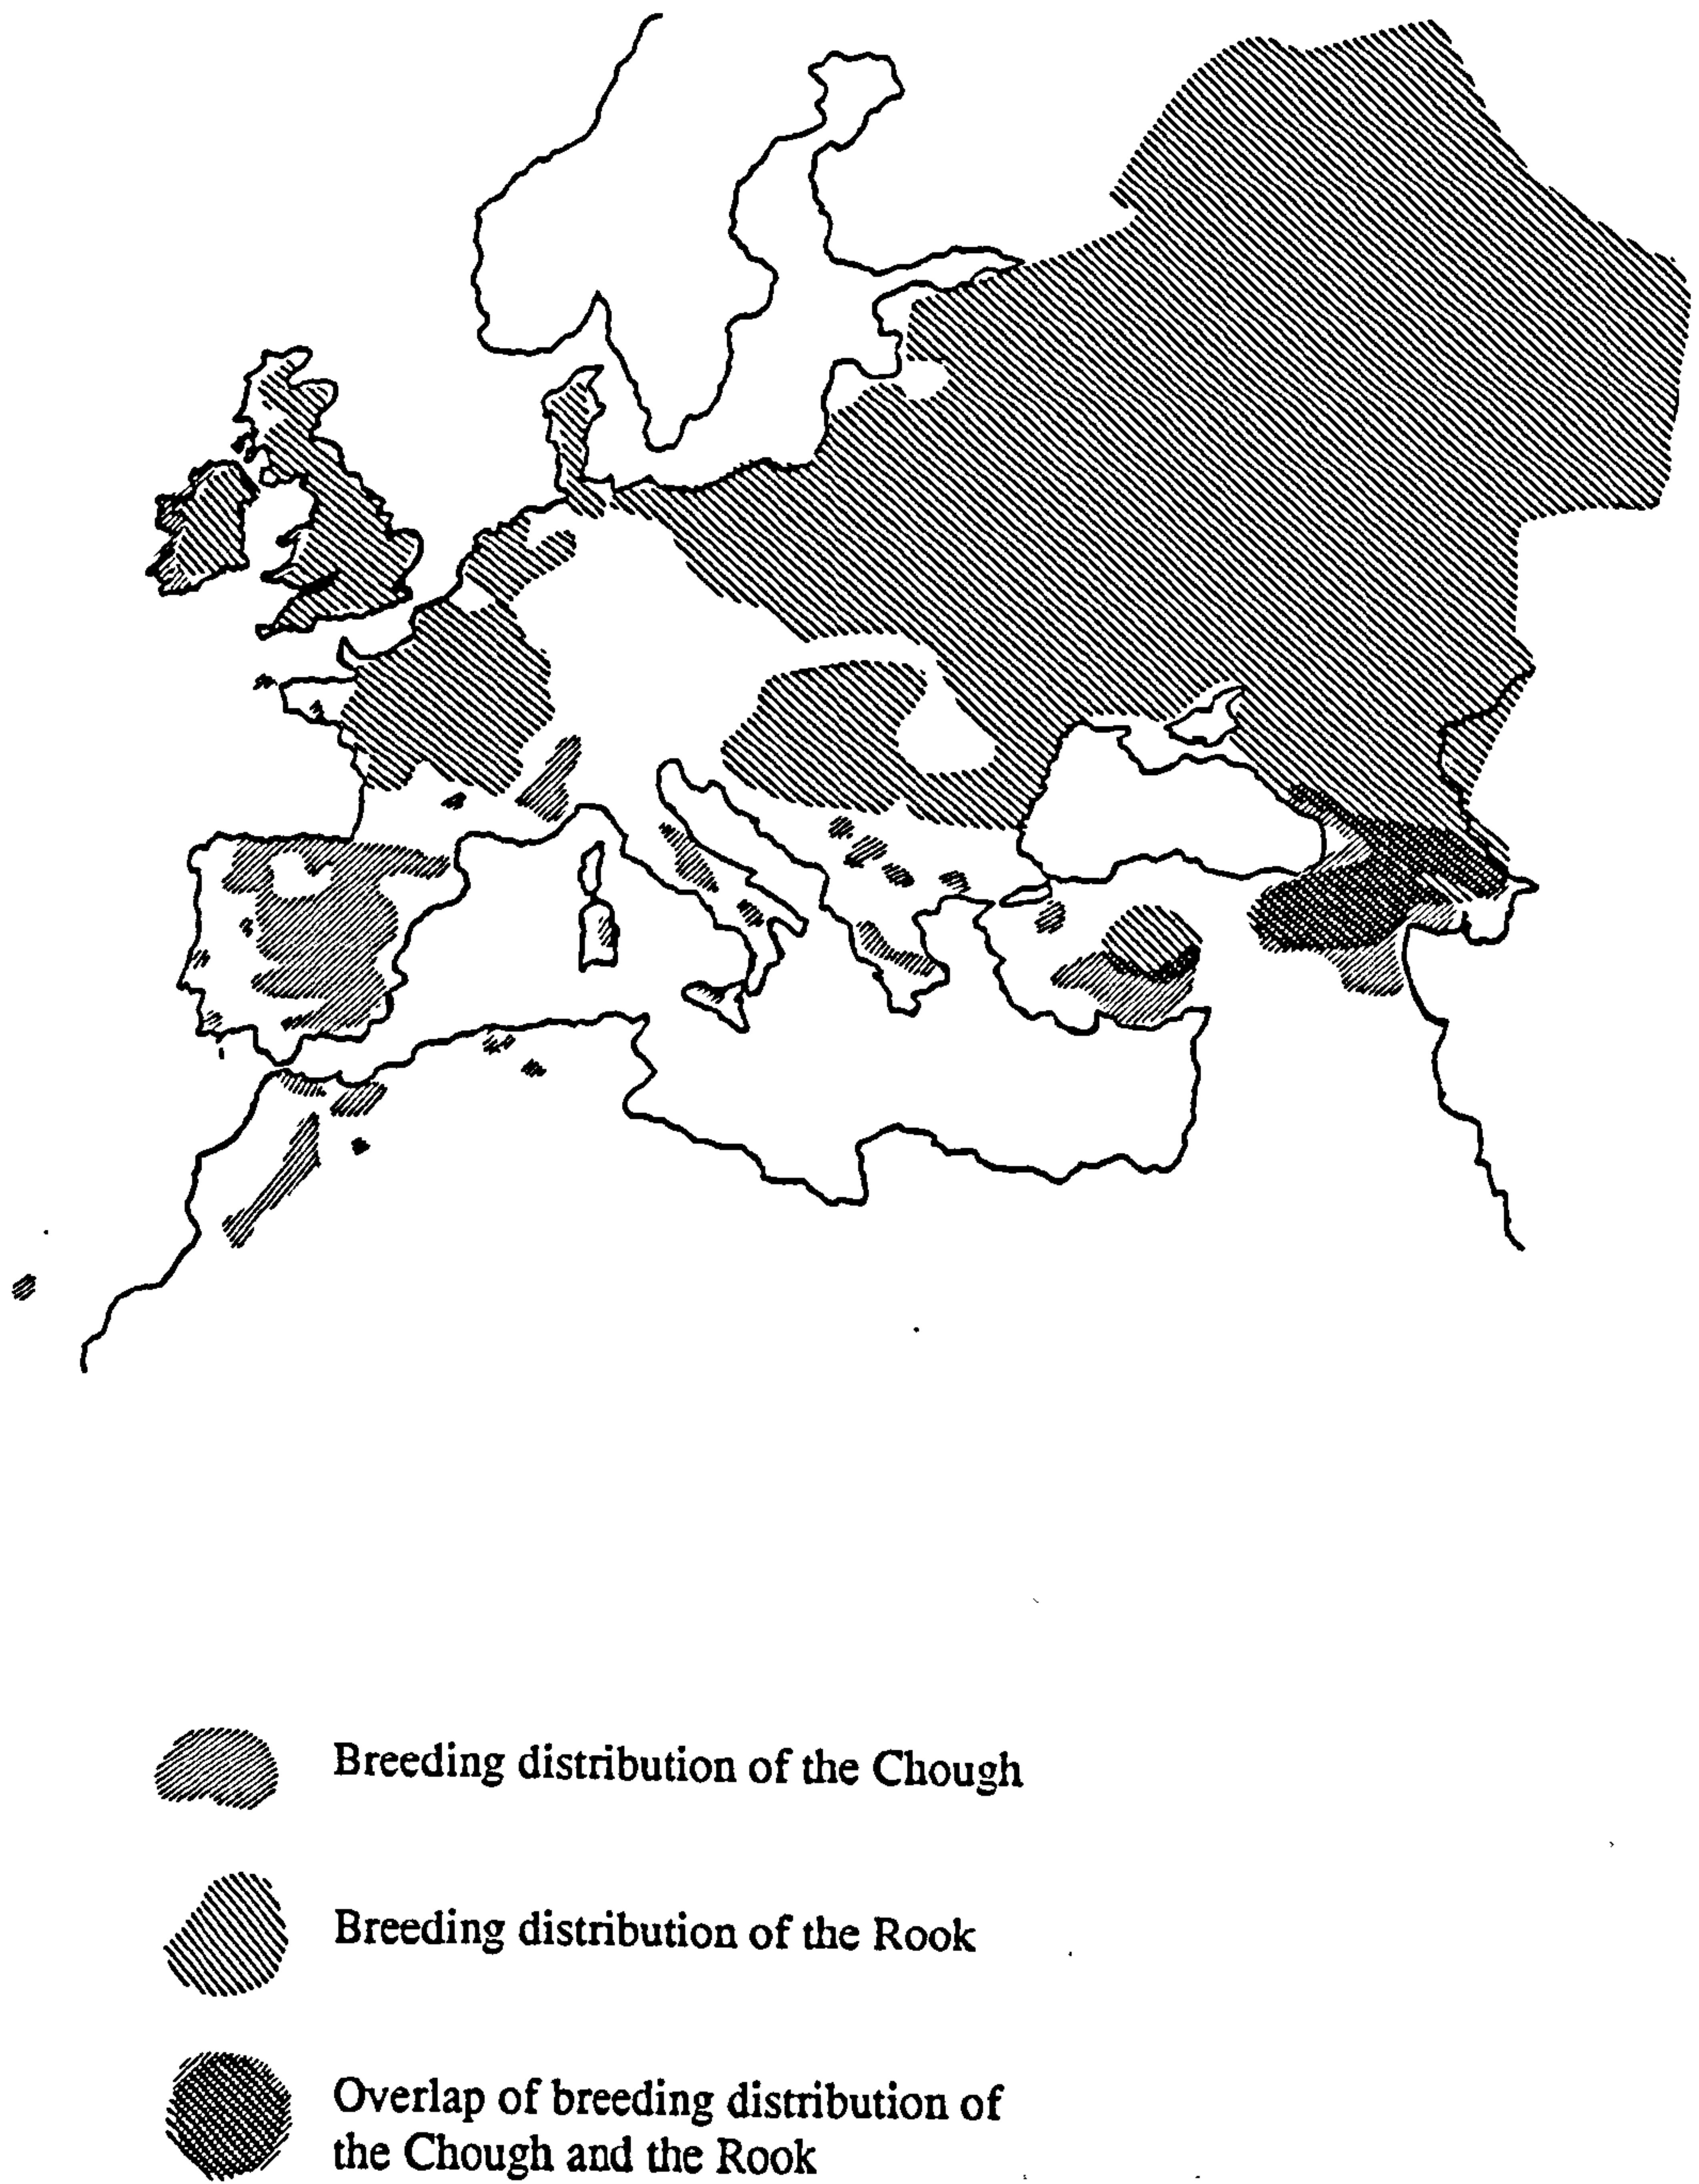 Breeding distribution of the Chough
Breeding distribution of the Rook
Overlap of breeding distribution of
the Chough and the Rook